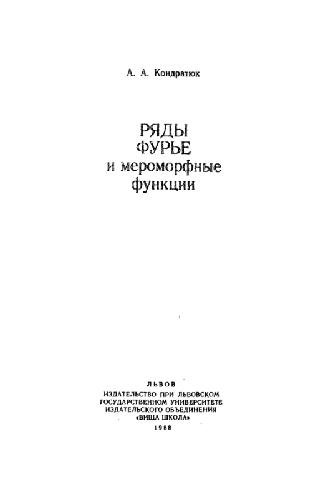 А. А. Кондратюк
РЯДЫ
ФУРЬЕ
и мероморфные
функции
ЛЬВОВ
ИЗДАТЕЛЬСТВО ПРИ ЛЬВОВСКОМ
ГОСУДАРСТВЕННОМ УНИВЕРСИТЕТЕ
ИЗДАТЕЛЬСКОГО ОБЪЕДИНЕНИЯ
«ВИЩА ШКОЛА»
1988